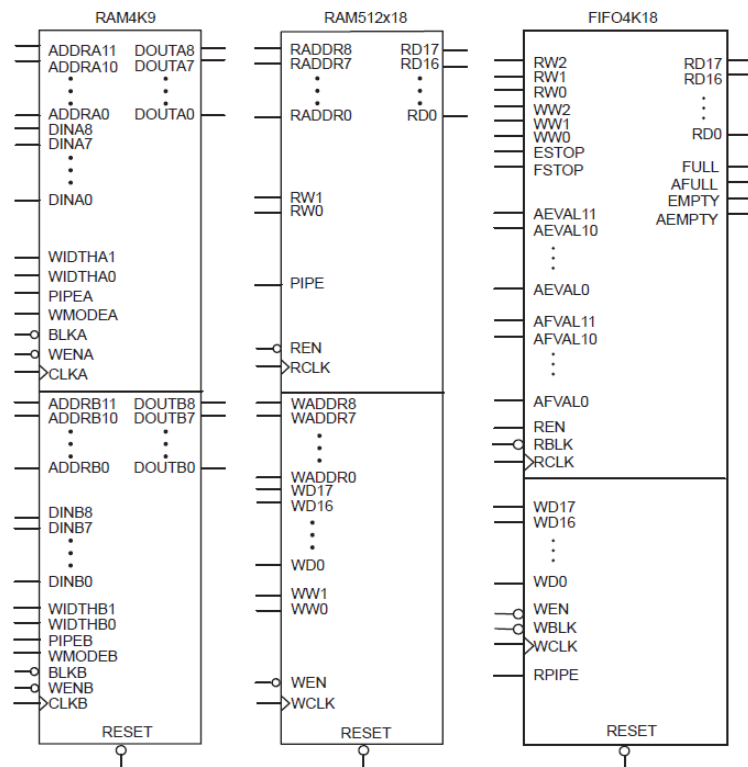 RAM4K9
ADDRA11 DOUTA8
ADDRA10 DOUTA7
ADDRA0 DOUTA0
DINA8
DINA7
DINA0
WIDTHA1
WIDTHA0
PIPEA
WMODEA
BLKA
WENA
CLKA
ADDRB11 DOUTB8
ADDRB10 DOUTB7
ADDRB0 DOUTB0
DINB8
DINB7
DINB0
WIDTHB1
WIDTHB0
PIPEB
WMODEB
BLKB
WENB
CLKB
RESET
RAM512x18
RADDR8 RD17
RADDR7 RD16
RADDR0 RD0
RW1
RW0
PIPE
REN
RCLK
WADDR8
WADDR7
WADDR0
WD17
WD16
WD0
WW1
WW0
WEN
WCLK
RESET
FIFO4K18
RW2 RD17
RW1 RD16
RW0
WW2
WW1
WW0 RD0
ESTOP
FSTOP FULL
AFULL
EMPTY
AEVAL11 AEMPTY
AEVAL10
AEVAL0
AFVAL11
AFVAL10
AFVAL0
REN
RBLK
RCLK
WD17
WD16
WD0
WEN
WBLK
WCLK
RPIPE
RESET